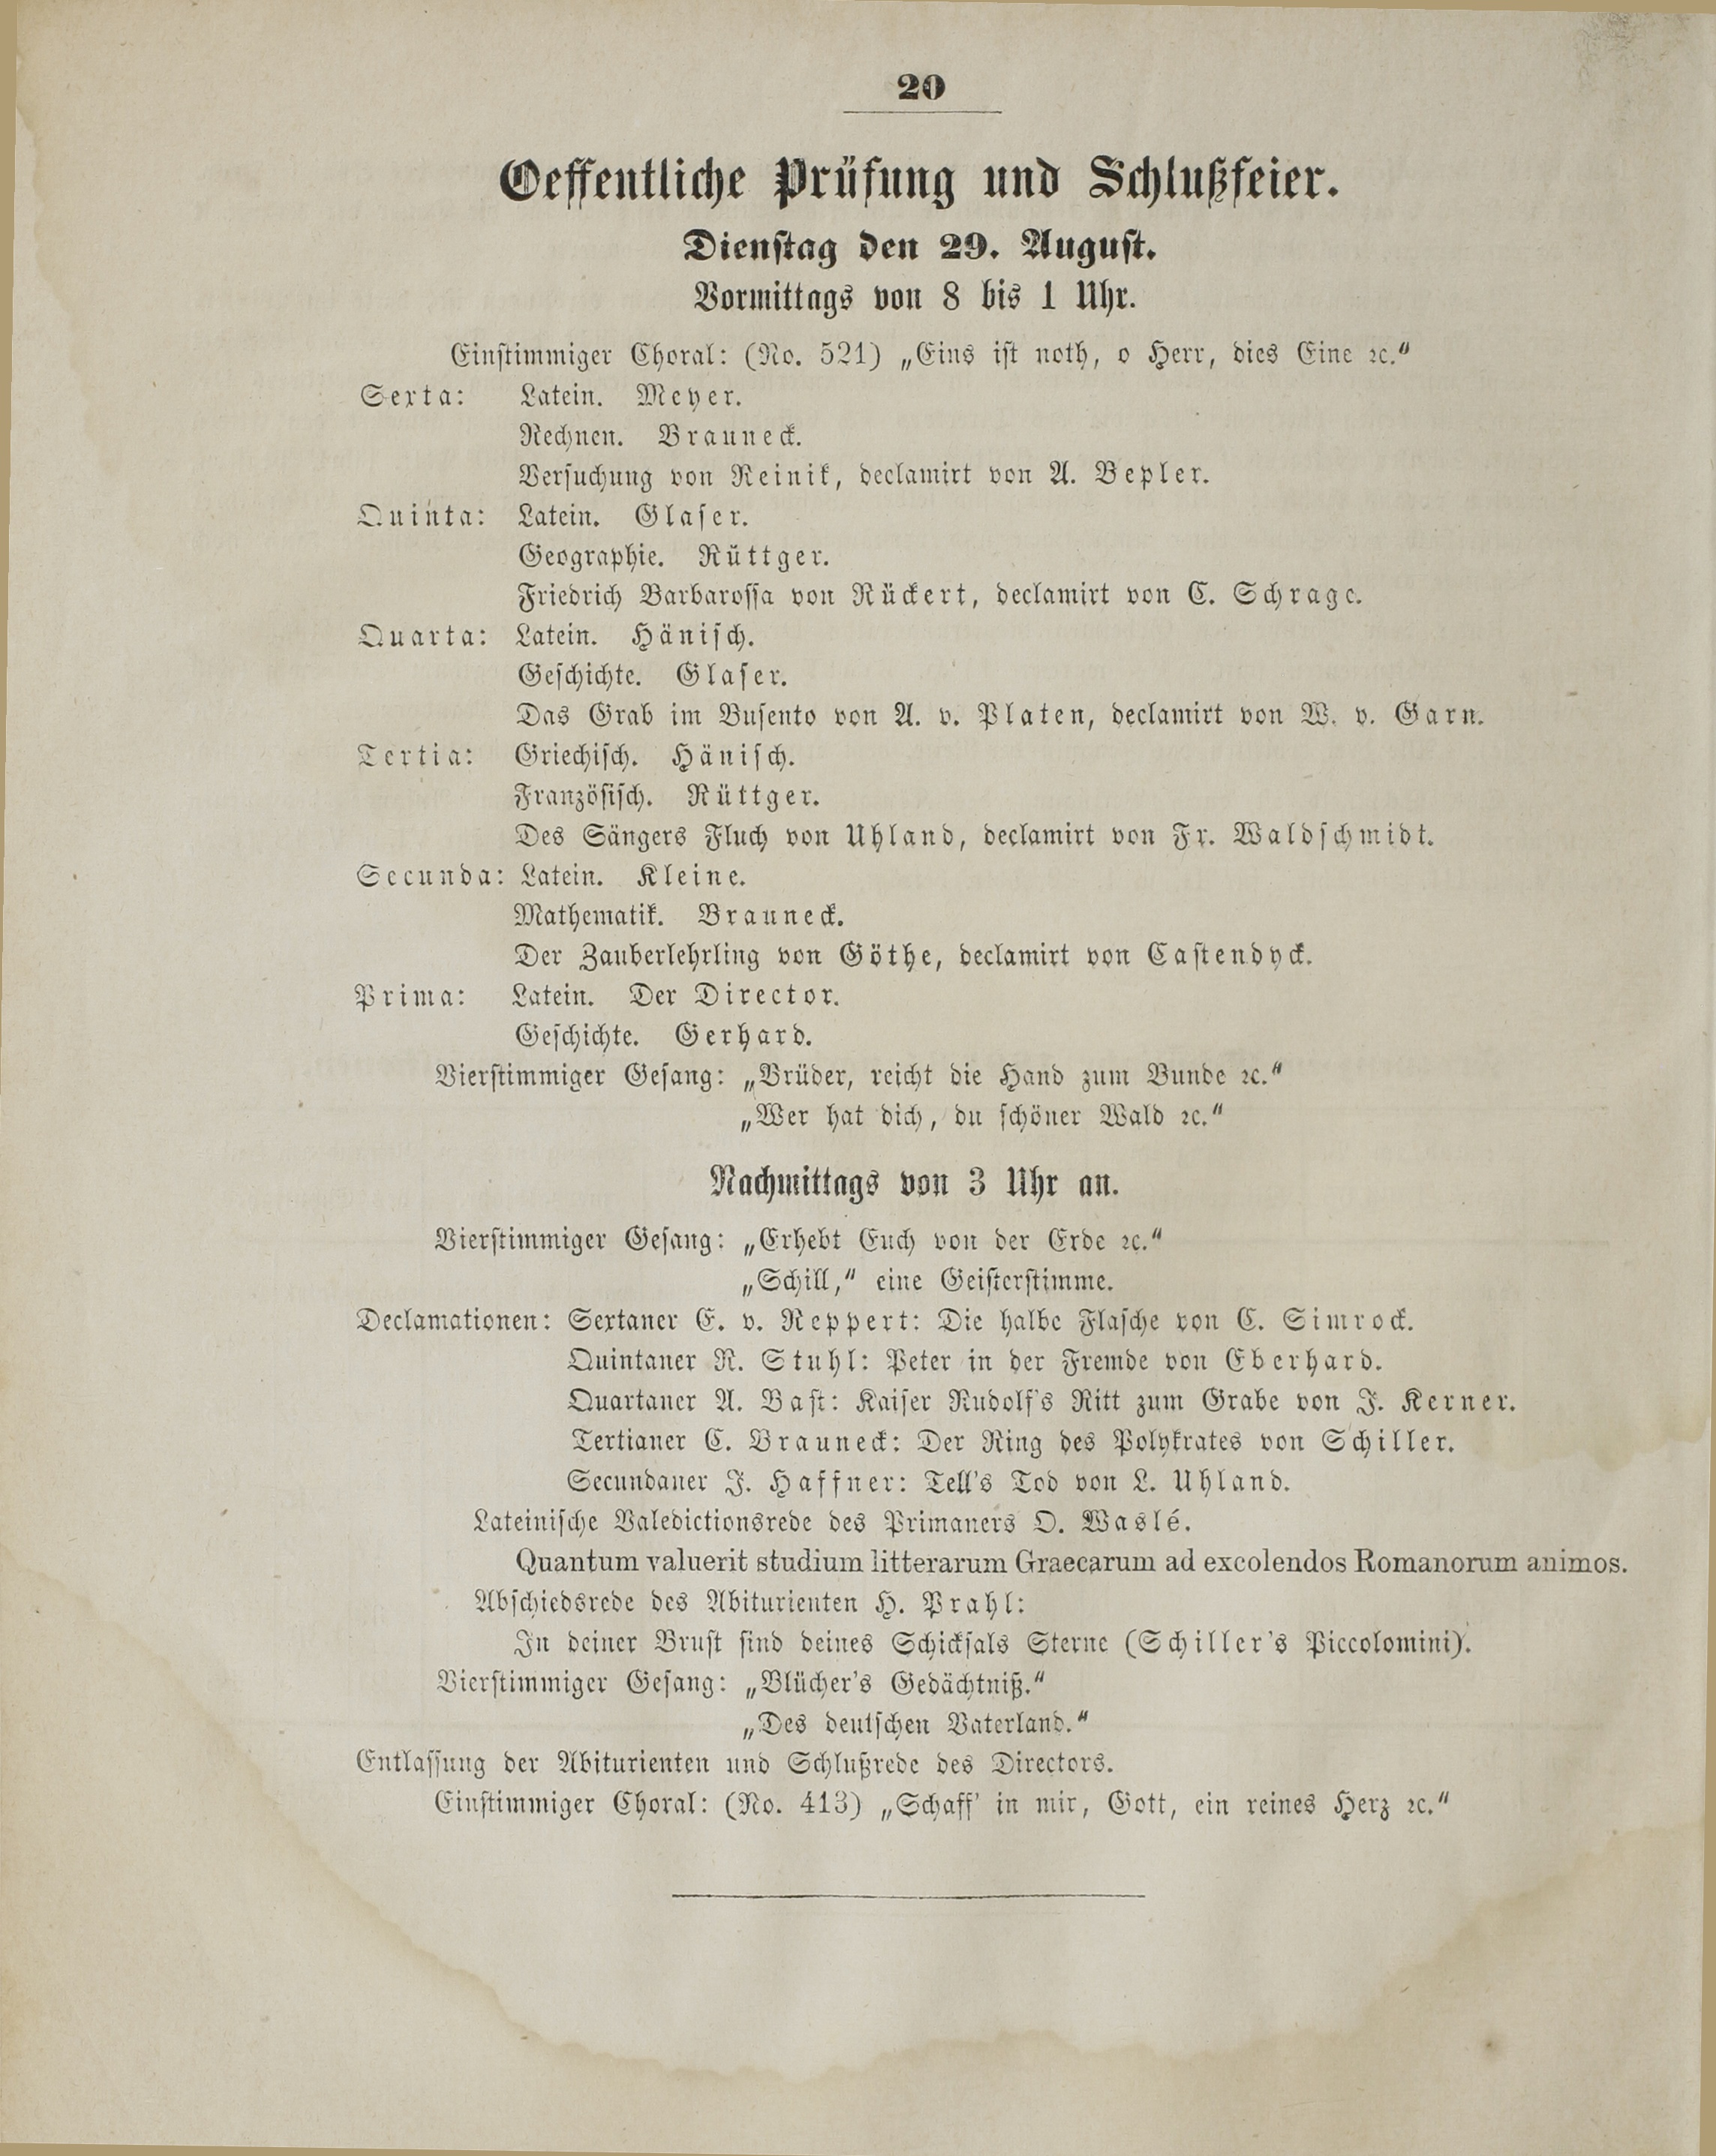 20
Oeffentliche Prüfung und Schlußfeier.
Dienstag den 29. August.
Vormittags von 8 bis 1 Uhr.
Einstimmiger Choral: (No. 521) „Eins ist noth, o Herr, dies Eine ꝛc.“
Sexta: Latein. Meyer.
Rechnen. Brauneck.
Versuchung von Reinik, declamirt von A. Bepler.
Quinta: Latein. Glaser.
Geographie. Rüttger.
Friedrich Barbarossa von Rückert, declamirt von C. Schrage.
Quarta: Latein. Hänisch.
Geschichte. Glaser.
Das Grab im Busento von A. v. Platen, declamirt von W. v. Garn.
Tertia: Griechisch. Hänisch.
Französisch. Rüttger.
Des Sängers Fluch von Uhland, declamirt von Fr. Waldschmidt.
Secunda: Latein. Kleine.
Mathematik. Brauneck.
Der Zauberlehrling von Göthe, declamirt von Castendyck.
Prima: Latein. Der Director.
Geschichte. Gerhard.
Vierstimmiger Gesang: „Brüder, reicht die Hand zum Bunde ꝛc.“
„Wer hat dich, du schöner Wald ꝛc.“
Nachmittags von 3 Uhr an.
Vierstimmiger Gesang: „Erhebt Euch von der Erde ꝛc.“
„Schill,“ eine Geisterstimme.
Declamationen: Sextaner E. v. Reppert: Die halbe Flasche von C. Simrock.
Quintaner R. Stuhl: Peter in der Fremde von Eberhard.
Quartaner A. Bast: Kaiser Rudolf's Ritt zum Grabe von J. Kerner.
Tertianer C. Brauneck: Der Ring des Polykrates von Schiller.
Secundaner J. Haffner: Tell's Tod von L. Uhland.
Lateinische Valedictionsrede des Primaners O. Waslé.
Quantum valuerit studium litterarum Graecarum ad excolendos Romanorum animos.
Abschiedsrede des Abiturienten H. Prahl:
In deiner Brust sind deines Schicksals Sterne (Schiller's Piccolomini).
Vierstimmiger Gesang: „Blücher's Gedächtniß.“
„Des deutschen Vaterland.“
Entlassung der Abiturienten und Schlußrede des Directors.
Einstimmiger Choral: (No. 413) „Schaff' in mir, Gott, ein reines Herz ꝛc.“